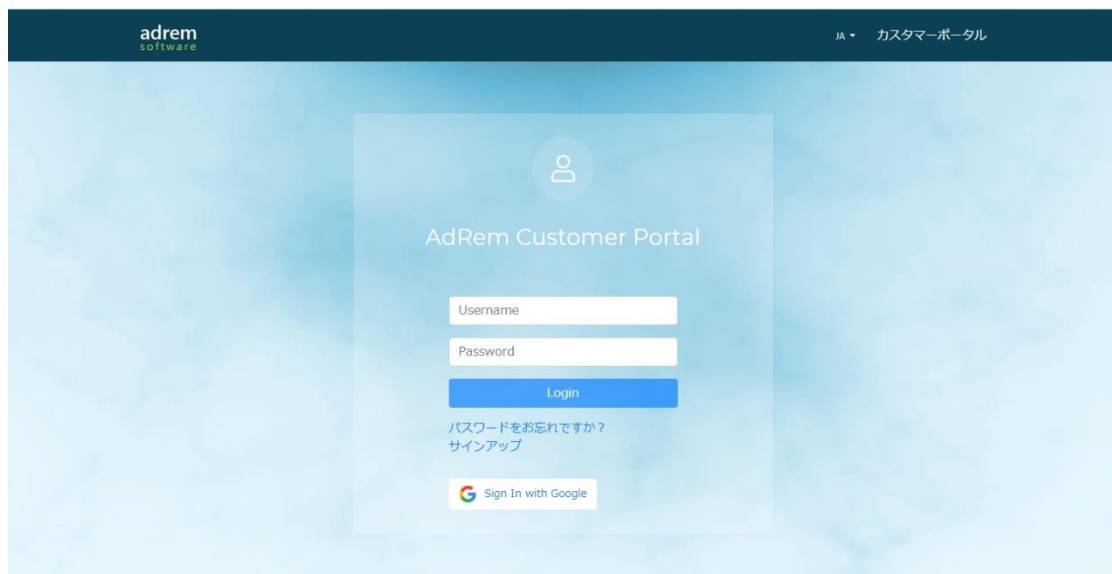 adrem
software
JA カスタマーポータル
AdRem Customer Portal
Username
Password
Login
パスワードをお忘れですか？
サインアップ
Sign In with Google